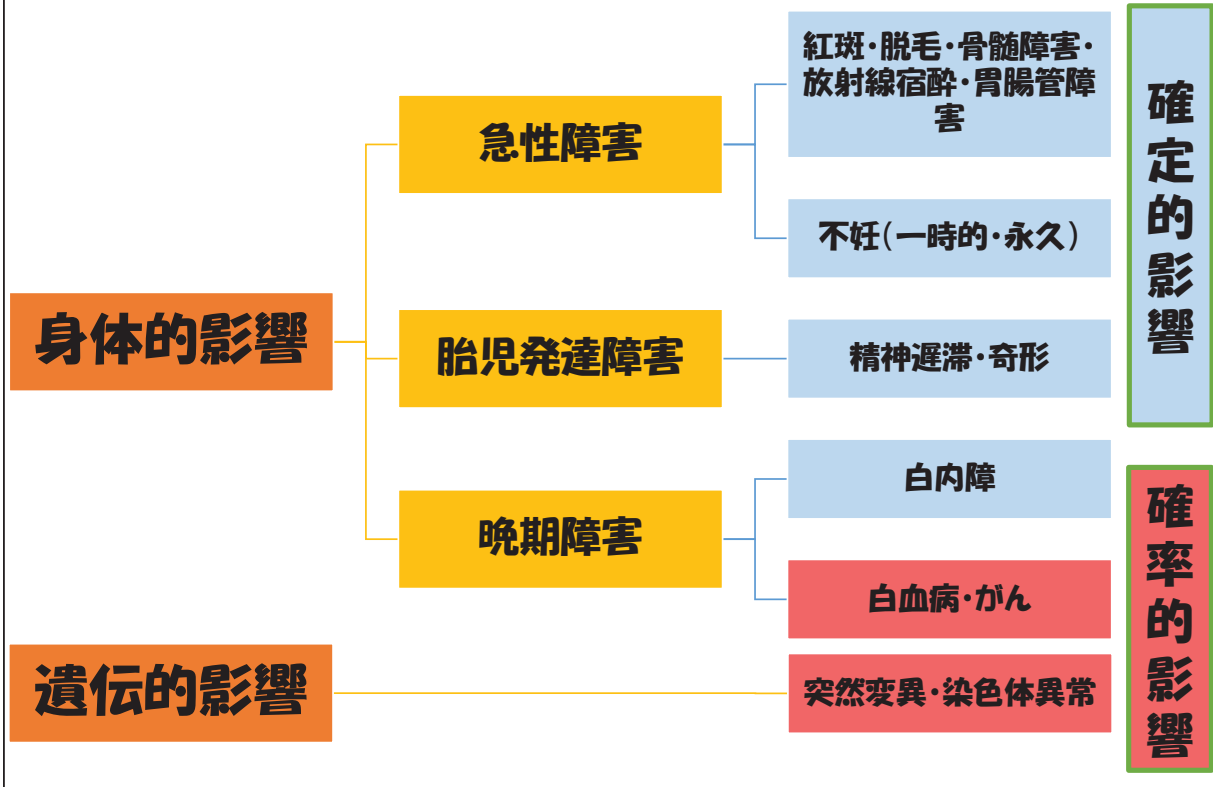 紅斑・脱毛・骨髄障害・
放射線宿酔・胃腸管障
害
確定的影響
急性障害
不妊(一時的・永久)
身体的影響
胎児発達障害
精神遅滞・奇形
白内障
確率的影響
晩期障害
白血病・がん
遺伝的影響
突然変異・染色体異常